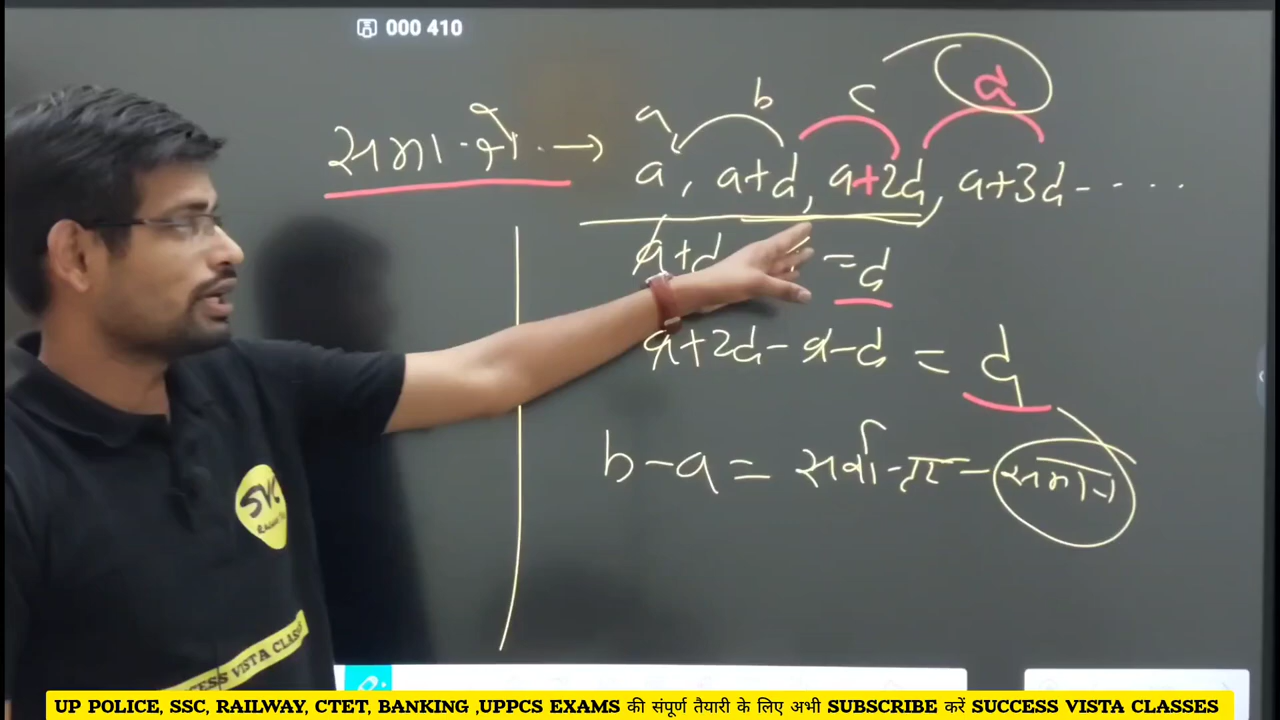 000 410
a b c d
समा. श्रे. → a, a+d, a+2d, a+3d - - - - -
a+d = d
a+2d - a - d = d
b - a = सर्वा - न्तर - समान
SVC
SUCCESS VISTA CLASSES
UP POLICE, SSC, RAILWAY, CTET, BANKING ,UPPCS EXAMS की संपूर्ण तैयारी के लिए अभी SUBSCRIBE करें SUCCESS VISTA CLASSES